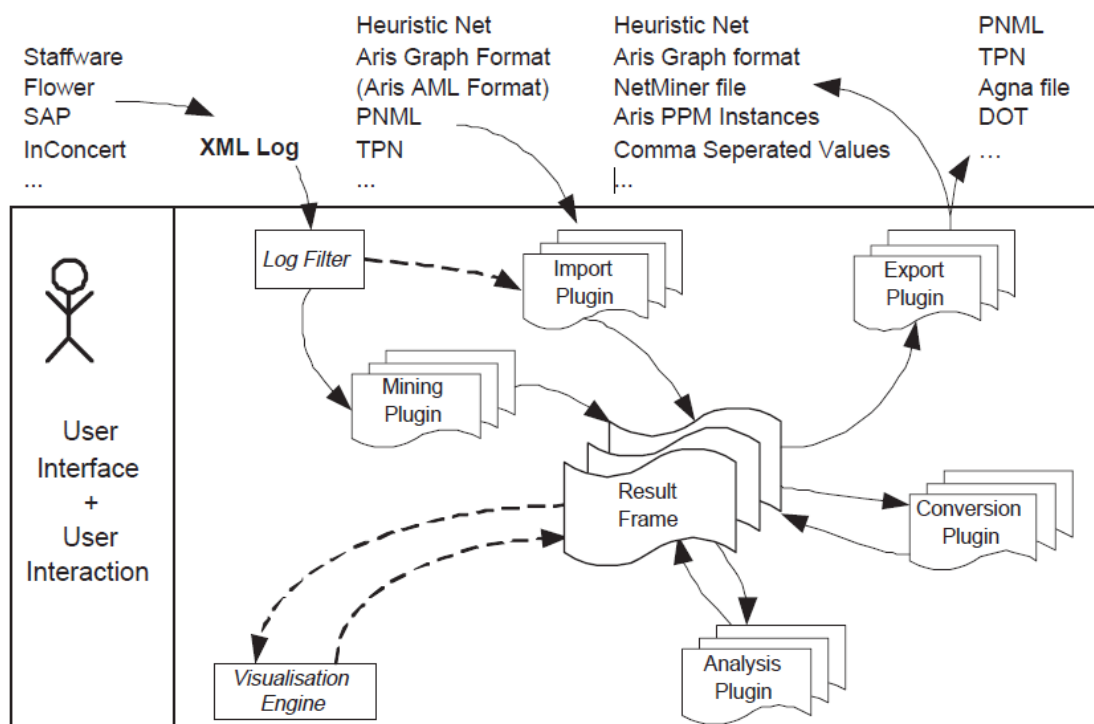 Staffware
Flower
SAP
InConcert
...
XML Log
Heuristic Net
Aris Graph Format
(Aris AML Format)
PNML
TPN
...
Heuristic Net
Aris Graph format
NetMiner file
Aris PPM Instances
Comma Seperated Values
...
PNML
TPN
Agna file
DOT
...
User
Interface
+
User
Interaction
Log Filter
Import
Plugin
Export
Plugin
Mining
Plugin
Result
Frame
Conversion
Plugin
Visualisation
Engine
Analysis
Plugin